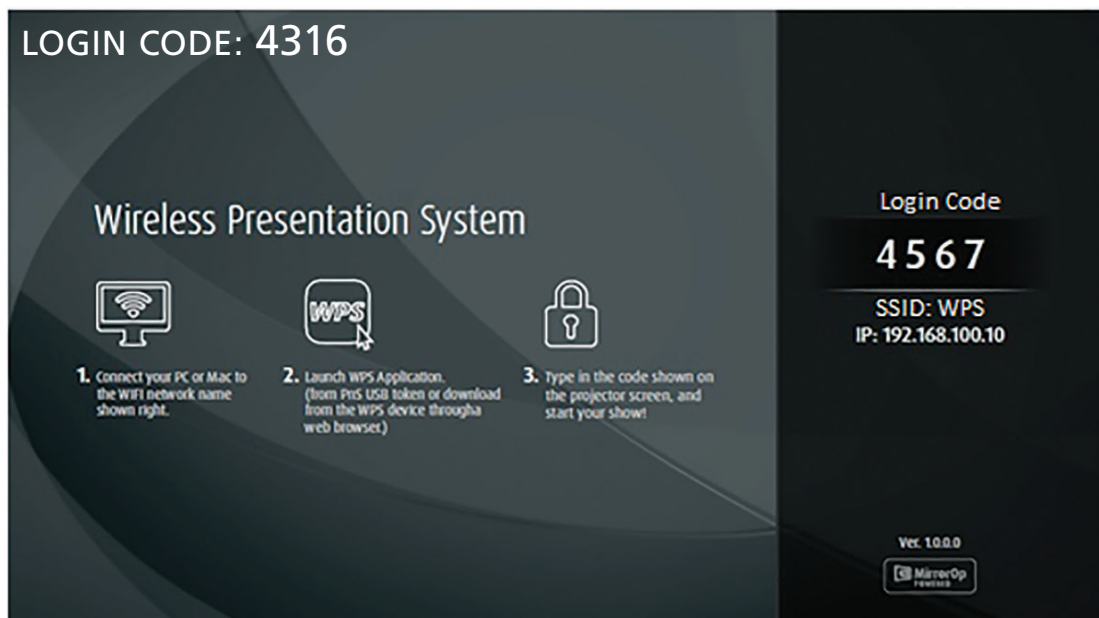 LOGIN CODE: 4316
Wireless Presentation System
WPS
1. Connect your PC or Mac to
the WIFI network name
shown right.
2. Launch WPS Application.
(from PnS USB token or download
from the WPS device througha
web browser.)
3. Type in the code shown on
the projector screen, and
start your show!
Login Code
4567
SSID: WPS
IP: 192.168.100.10
Ver. 1.0.0.0
MirrorOp
POWERED